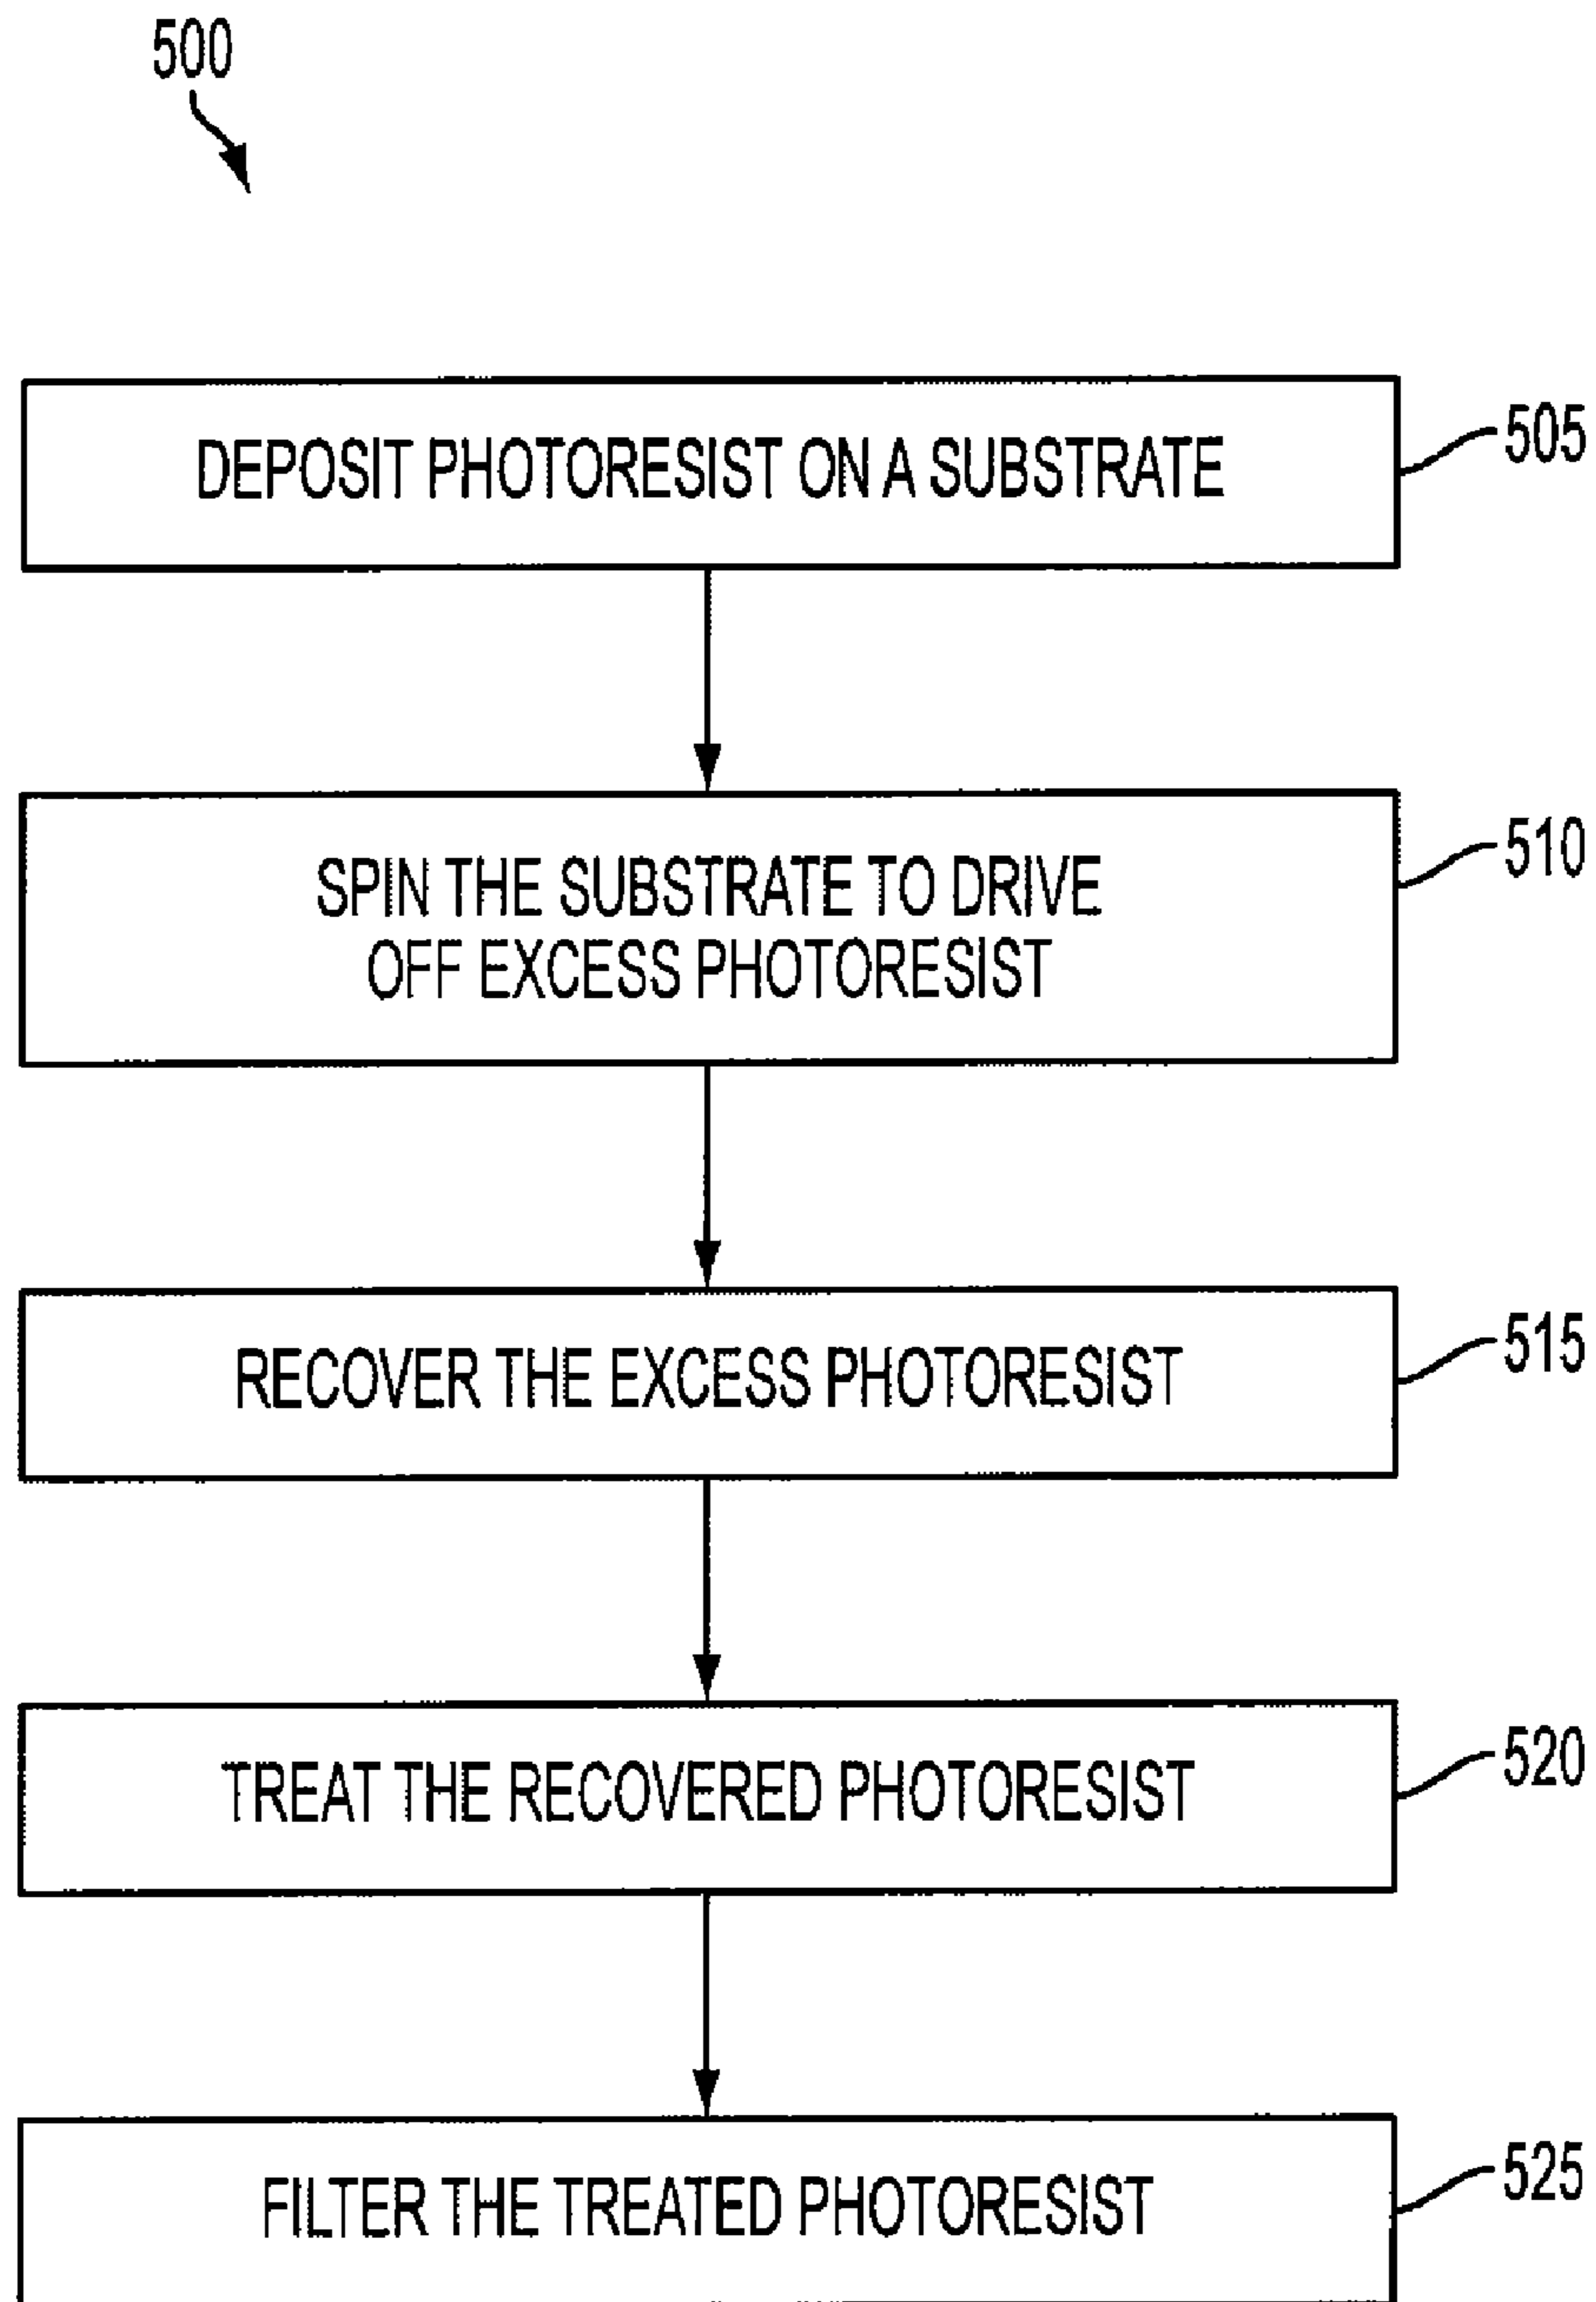 500
DEPOSIT PHOTORESIST ON A SUBSTRATE
505
SPIN THE SUBSTRATE TO DRIVE
OFF EXCESS PHOTORESIST
510
RECOVER THE EXCESS PHOTORESIST
515
TREAT THE RECOVERED PHOTORESIST
520
FILTER THE TREATED PHOTORESIST
525